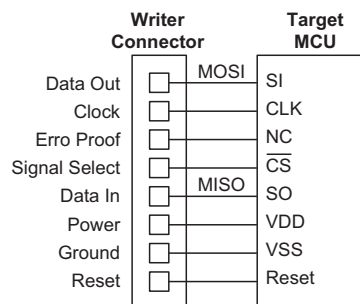 Writer Connector
Target MCU
Data Out MOSI SI
Clock CLK
Erro Proof NC
Signal Select CS
Data In MISO SO
Power VDD
Ground VSS
Reset Reset